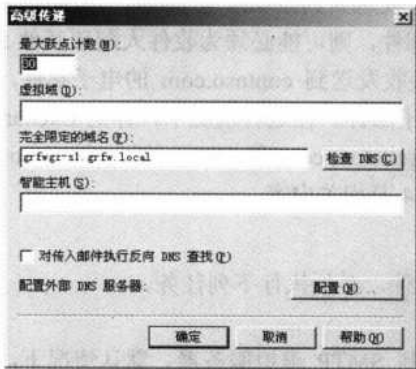 高级传递
最大跃点计数(M):
30
虚拟域(D):
完全限定的域名(F):
grfwgr-s1.grfw.local
检查 DNS(C)
智能主机(S):
对传入邮件执行反向 DNS 查找(P)
配置外部 DNS 服务器:
配置(N)
确定
取消
帮助(H)